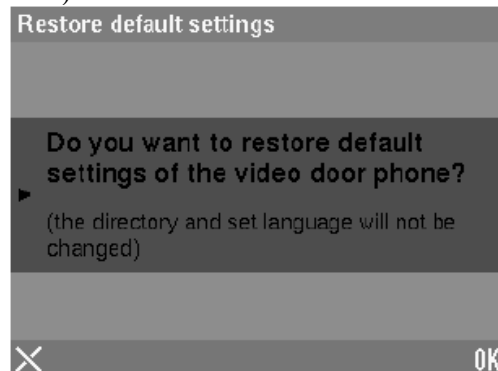 Restore default settings
Do you want to restore default
settings of the video door phone?
(the directory and set language will not be
changed)
OK